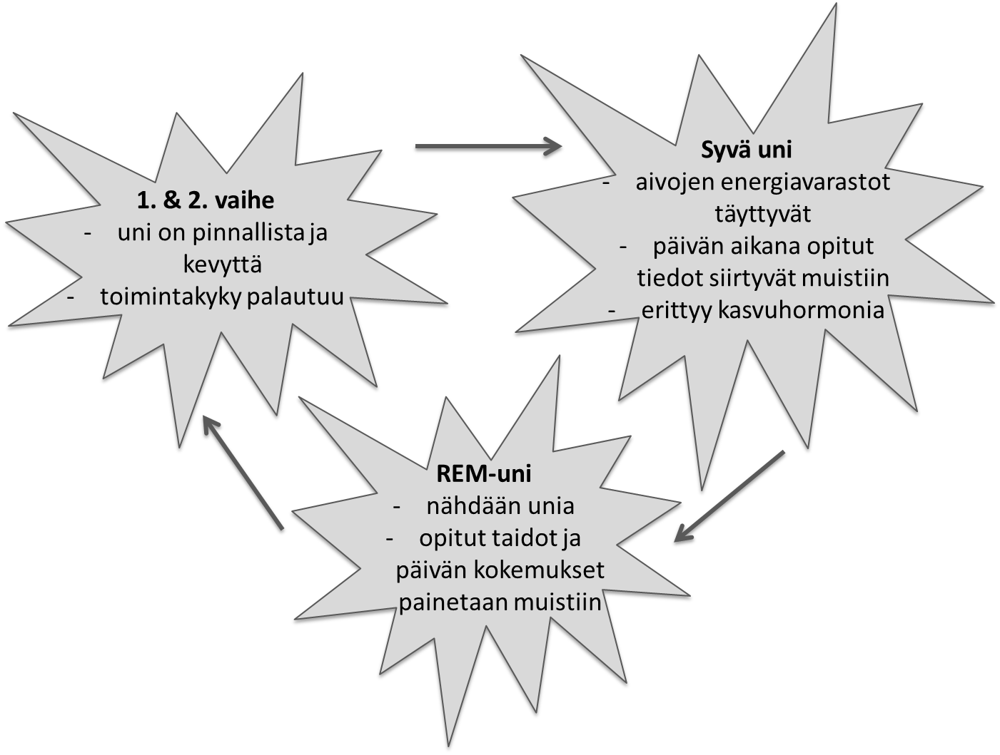 1. & 2. vaihe
- uni on pinnallista ja
kevyttä
- toimintakyky palautuu
Syvä uni
- aivojen energiavarastot
täyttyvät
- päivän aikana opitut
tiedot siirtyvät muistiin
- erittyy kasvuhormonia
REM-uni
- nähdään unia
- opitut taidot ja
päivän kokemukset
painetaan muistiin